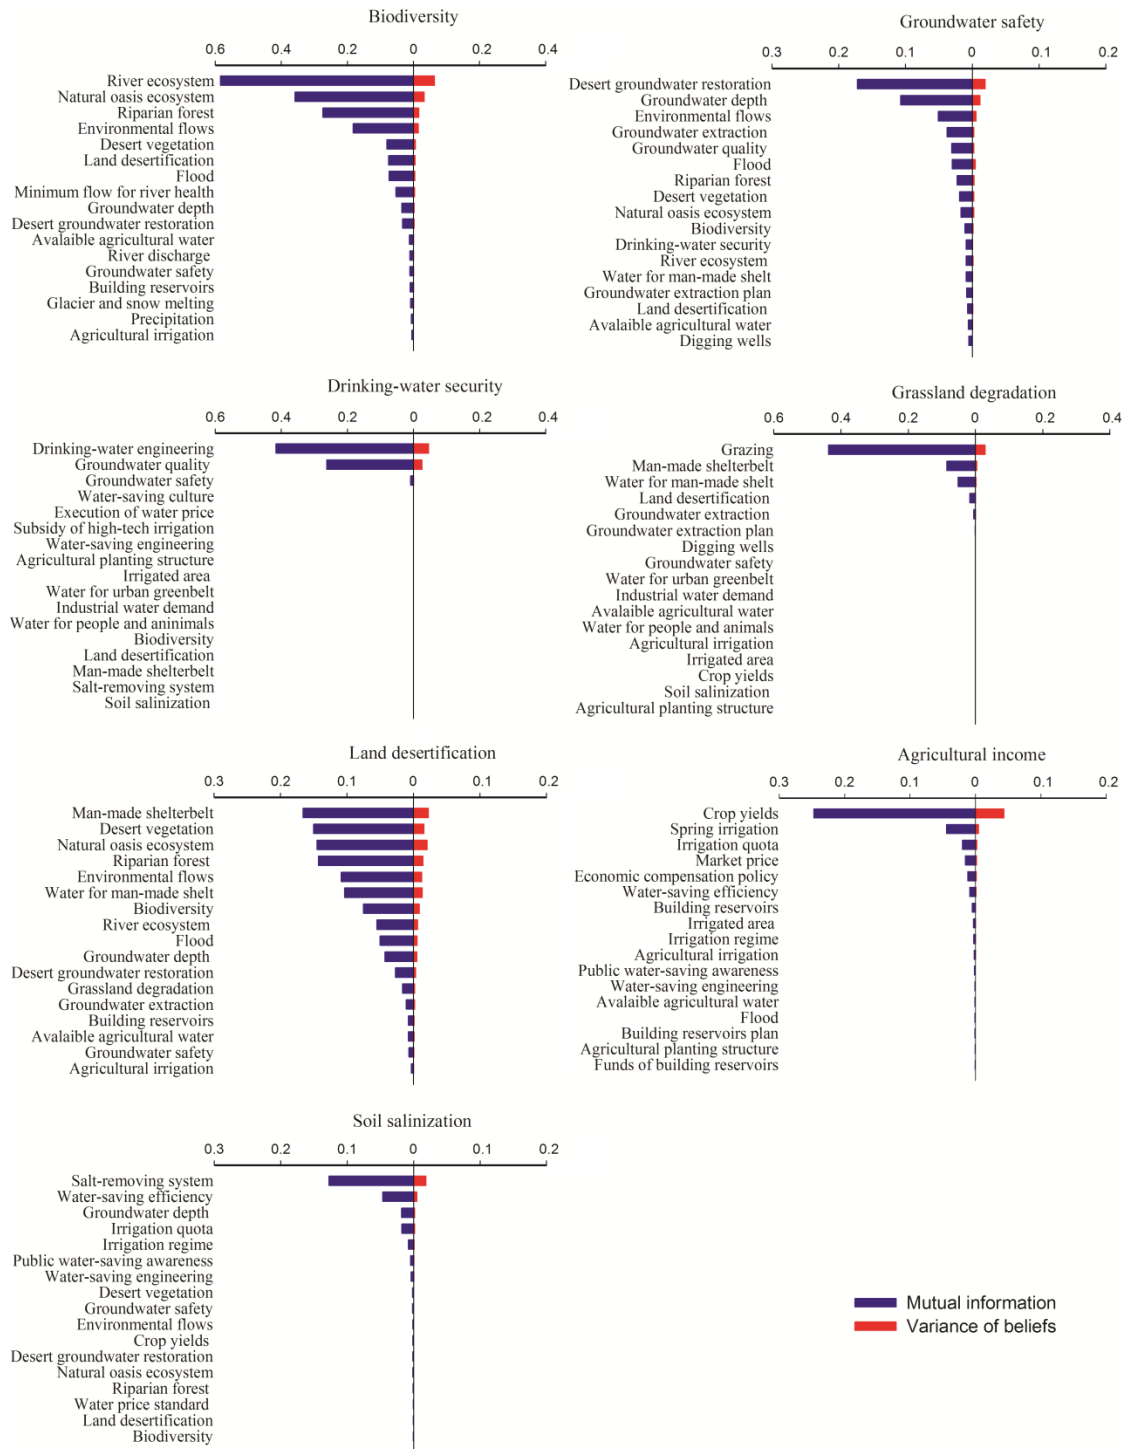 Biodiversity
0.6 0.4 0.2 0 0.2 0.4
River ecosystem
Natural oasis ecosystem
Riparian forest
Environmental flows
Desert vegetation
Land desertification
Flood
Minimum flow for river health
Groundwater depth
Desert groundwater restoration
Avalaible agricultural water
River discharge
Groundwater safety
Building reservoirs
Glacier and snow melting
Precipitation
Agricultural irrigation
Groundwater safety
0.3 0.2 0.1 0 0.1 0.2
Desert groundwater restoration
Groundwater depth
Environmental flows
Groundwater extraction
Groundwater quality
Flood
Riparian forest
Desert vegetation
Natural oasis ecosystem
Biodiversity
Drinking-water security
River ecosystem
Water for man-made shelt
Groundwater extraction plan
Land desertification
Avalaible agricultural water
Digging wells
Drinking-water security
0.6 0.4 0.2 0 0.2 0.4
Drinking-water engineering
Groundwater quality
Groundwater safety
Water-saving culture
Execution of water price
Subsidy of high-tech irrigation
Water-saving engineering
Agricultural planting structure
Irrigated area
Water for urban greenbelt
Industrial water demand
Water for people and aninimals
Biodiversity
Land desertification
Man-made shelterbelt
Salt-removing system
Soil salinization
Grassland degradation
0.6 0.4 0.2 0 0.2 0.4
Grazing
Man-made shelterbelt
Water for man-made shelt
Land desertification
Groundwater extraction
Groundwater extraction plan
Digging wells
Groundwater safety
Water for urban greenbelt
Industrial water demand
Avalaible agricultural water
Water for people and animals
Agricultural irrigation
Irrigated area
Crop yields
Soil salinization
Agricultural planting structure
Land desertification
0.3 0.2 0.1 0 0.1 0.2
Man-made shelterbelt
Desert vegetation
Natural oasis ecosystem
Riparian forest
Environmental flows
Water for man-made shelt
Biodiversity
River ecosystem
Flood
Groundwater depth
Desert groundwater restoration
Grassland degradation
Groundwater extraction
Building reservoirs
Avalaible agricultural water
Groundwater safety
Agricultural irrigation
Agricultural income
0.3 0.2 0.1 0 0.1 0.2
Crop yields
Spring irrigation
Irrigation quota
Market price
Economic compensation policy
Water-saving efficiency
Building reservoirs
Irrigated area
Irrigation regime
Agricultural irrigation
Public water-saving awareness
Water-saving engineering
Avalaible agricultural water
Flood
Building reservoirs plan
Agricultural planting structure
Funds of building reservoirs
Soil salinization
0.3 0.2 0.1 0 0.1 0.2
Salt-removing system
Water-saving efficiency
Groundwater depth
Irrigation quota
Irrigation regime
Public water-saving awareness
Water-saving engineering
Desert vegetation
Groundwater safety
Environmental flows
Crop yields
Desert groundwater restoration
Natural oasis ecosystem
Riparian forest
Water price standard
Land desertification
Biodiversity
Mutual information
Variance of beliefs